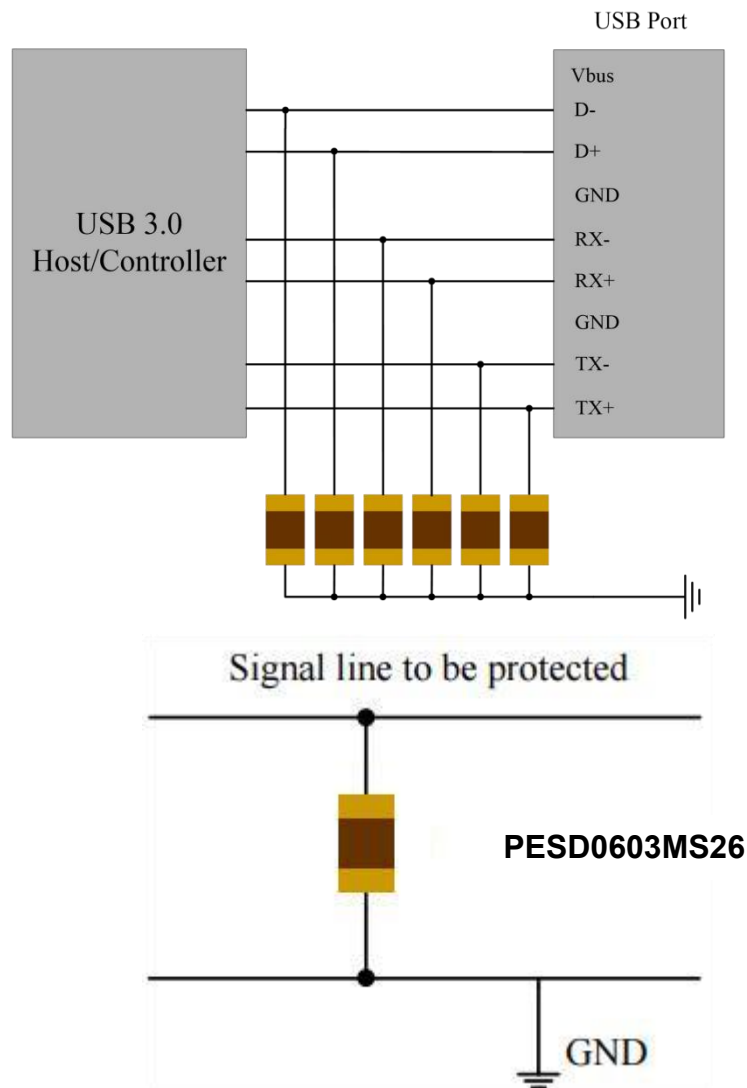 USB Port
Vbus
D-
D+
GND
USB 3.0
Host/Controller
RX-
RX+
GND
TX-
TX+
Signal line to be protected
PESD0603MS26
GND